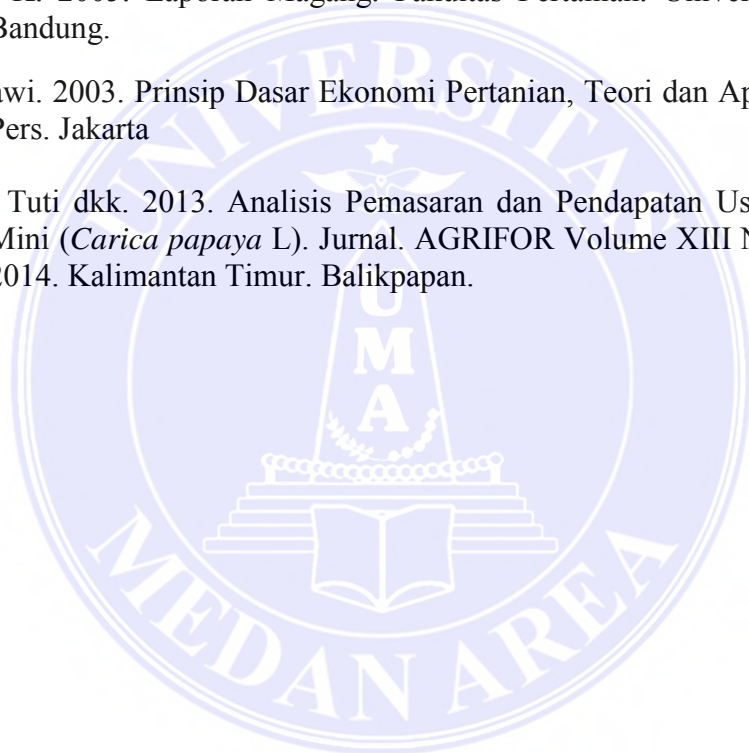 Laporan Magang. Fakultas Pertanian.
Bandung.
awi. 2003. Prinsip Dasar Ekonomi Pertanian, Teori dan Ap
Pers. Jakarta
Tuti dkk. 2013. Analisis Pemasaran dan Pendapatan Us
Mini (Carica papaya L). Jurnal. AGRIFOR Volume XIII N
2014. Kalimantan Timur. Balikpapan.
UNIVERSITAS
UMA
MEDAN AREA